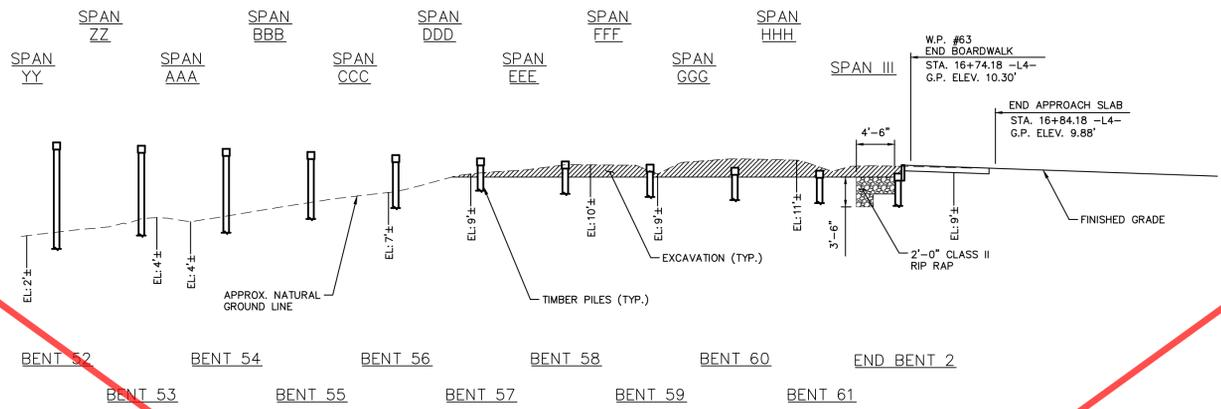 SPAN
ZZ
SPAN
BBB
SPAN
DDD
SPAN
FFF
SPAN
HHH
SPAN
YY
SPAN
AAA
SPAN
CCC
SPAN
EEE
SPAN
GGG
SPAN III
W.P. #63
END BOARDWALK
STA. 16+74.18 -L4-
G.P. ELEV. 10.30'
END APPROACH SLAB
STA. 16+84.18 -L4-
G.P. ELEV. 9.88'
4'-6"
EL: 2'±
EL: 4'±
EL: 4'±
EL: 7'±
EL: 9'±
EL: 10'±
EL: 9'±
EL: 11'±
3'-6"
EL: 9'±
FINISHED GRADE
EXCAVATION (TYP.)
2'-0" CLASS II
RIP RAP
APPROX. NATURAL
GROUND LINE
TIMBER PILES (TYP.)
BENT 52
BENT 54
BENT 56
BENT 58
BENT 60
END BENT 2
BENT 53
BENT 55
BENT 57
BENT 59
BENT 61